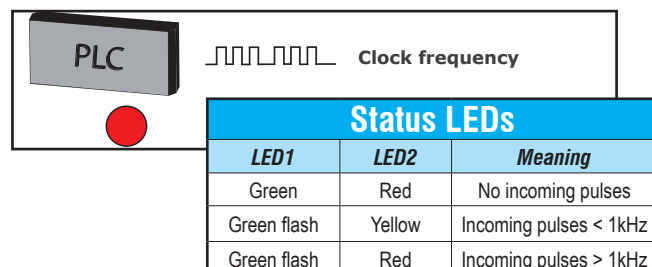 PLC
Clock frequency
Status LEDs
LED1 LED2 Meaning
Green Red No incoming pulses
Green flash Yellow Incoming pulses < 1kHz
Green flash Red Incoming pulses > 1kHz